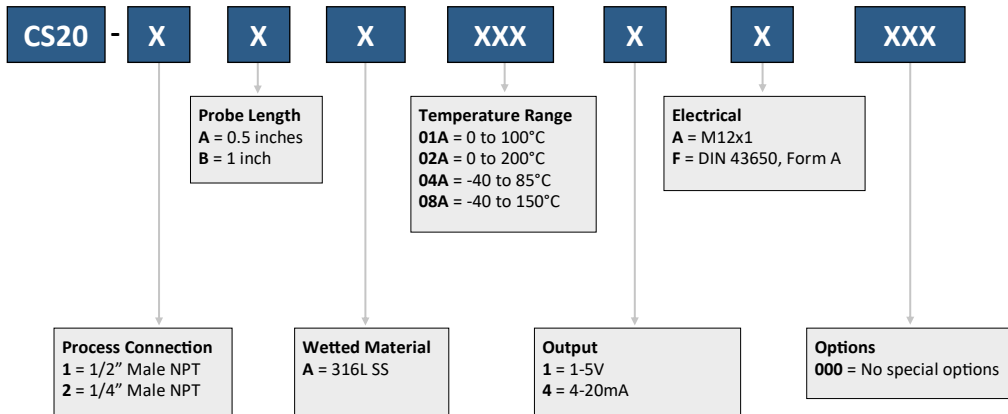 CS20 - X X X XXX X X XXX
Probe Length
A = 0.5 inches
B = 1 inch
Temperature Range
01A = 0 to 100°C
02A = 0 to 200°C
04A = -40 to 85°C
08A = -40 to 150°C
Electrical
A = M12x1
F = DIN 43650, Form A
Process Connection
1 = 1/2” Male NPT
2 = 1/4” Male NPT
Wetted Material
A = 316L SS
Output
1 = 1-5V
4 = 4-20mA
Options
000 = No special options